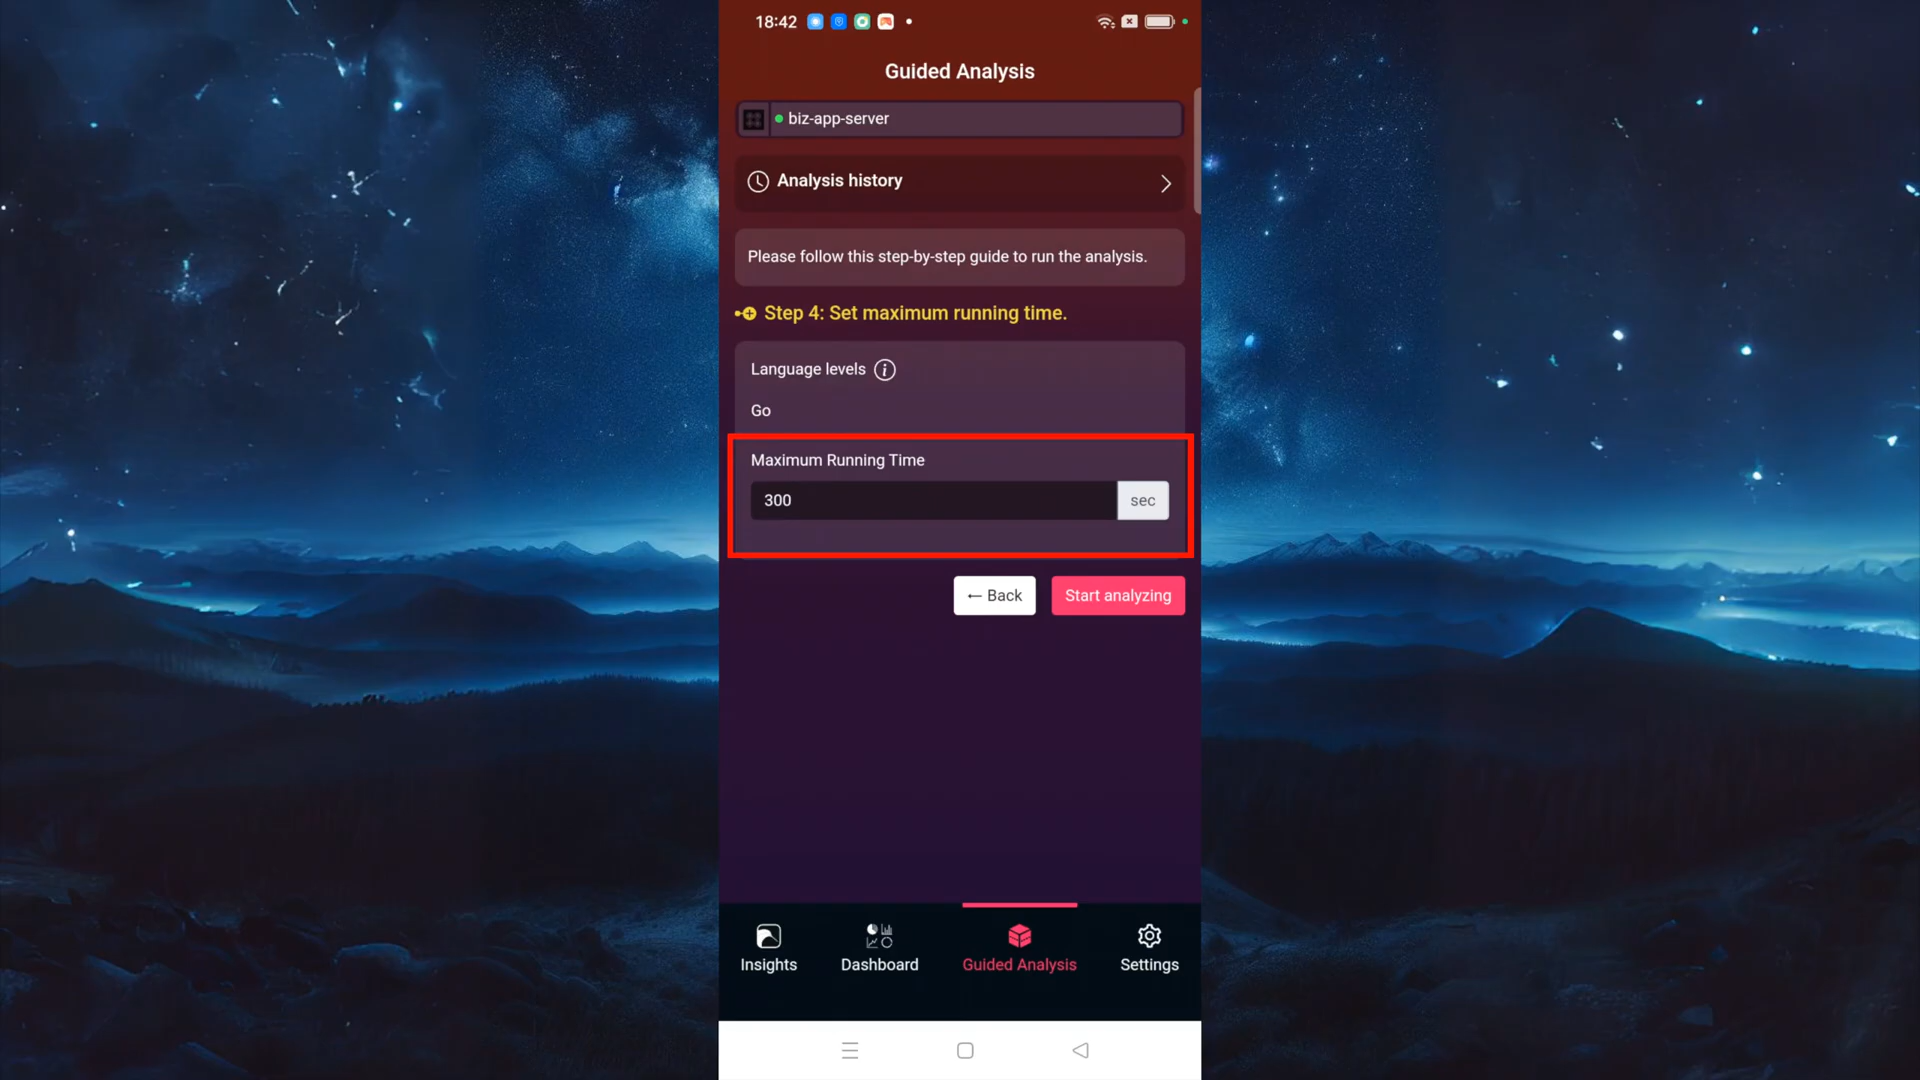 18:42
Guided Analysis
biz-app-server
Analysis history
Please follow this step-by-step guide to run the analysis.
Step 4: Set maximum running time.
Language levels
Go
Maximum Running Time
300 sec
← Back Start analyzing
Insights Dashboard Guided Analysis Settings